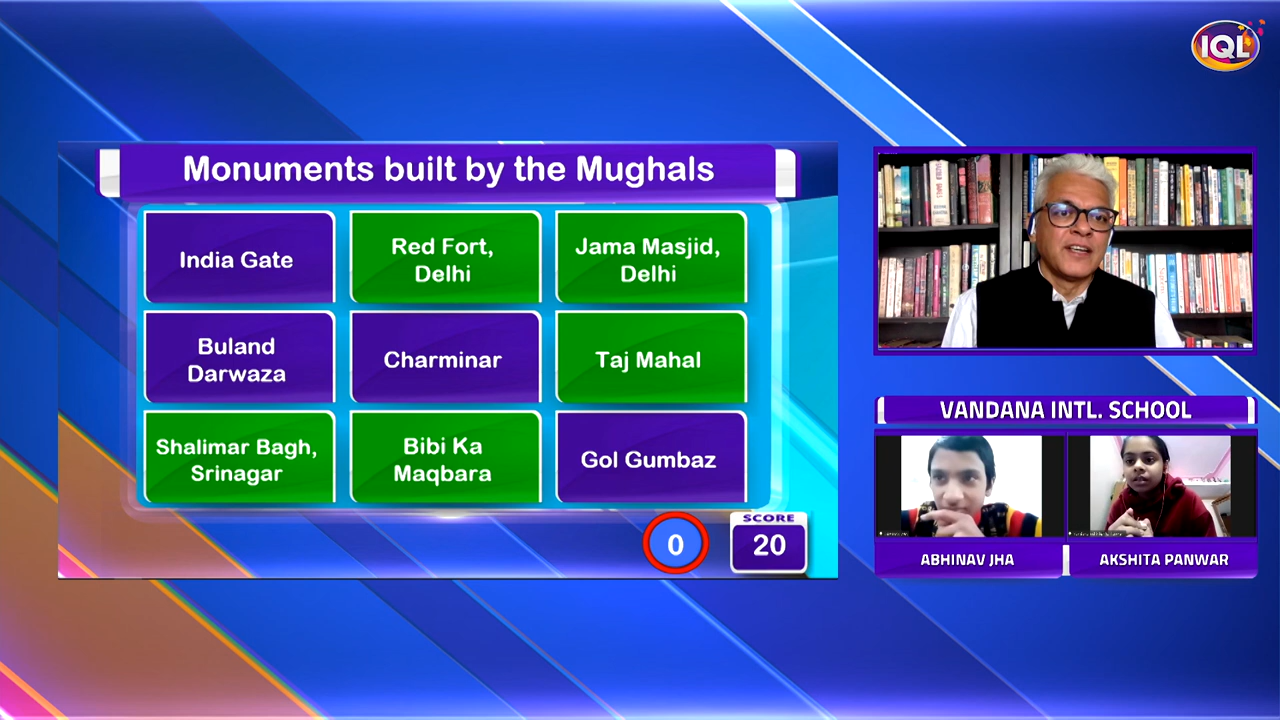 IQL
Monuments built by the Mughals
India Gate
Red Fort,
Delhi
Jama Masjid,
Delhi
Buland
Darwaza
Charminar
Taj Mahal
Shalimar Bagh,
Srinagar
Bibi Ka
Maqbara
Gol Gumbaz
0
SCORE
20
VANDANA INTL. SCHOOL
ABHINAV JHA
AKSHITA PANWAR